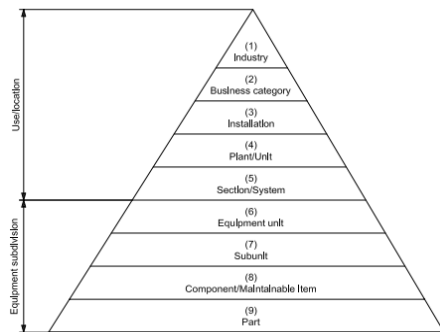 (1)
Industry
(2)
Business category
(3)
Installation
(4)
Plant/Unit
(5)
Section/System
(6)
Equipment unit
(7)
Subunit
(8)
Component/Maintainable Item
(9)
Part
Use/location
Equipment subdivision